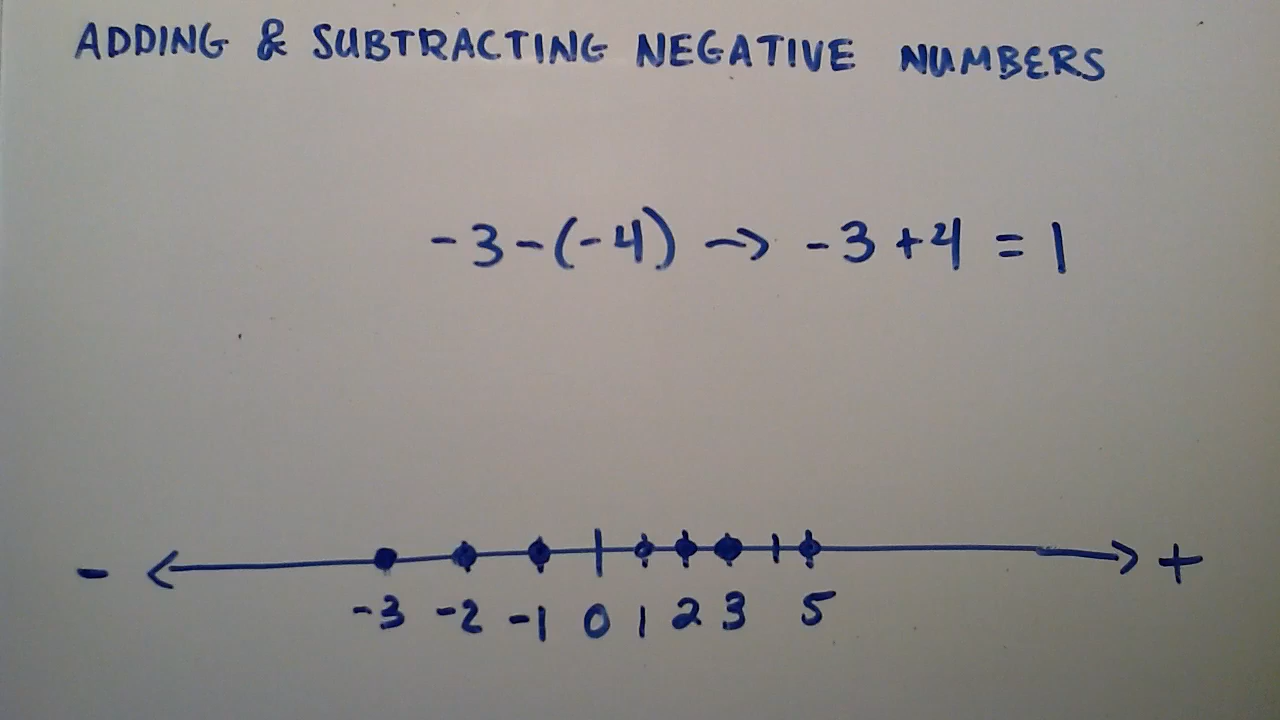 ADDING & SUBTRACTING NEGATIVE NUMBERS
-3-(-4) → -3+4 = 1
- +
-3 -2 -1 0 1 2 3 5